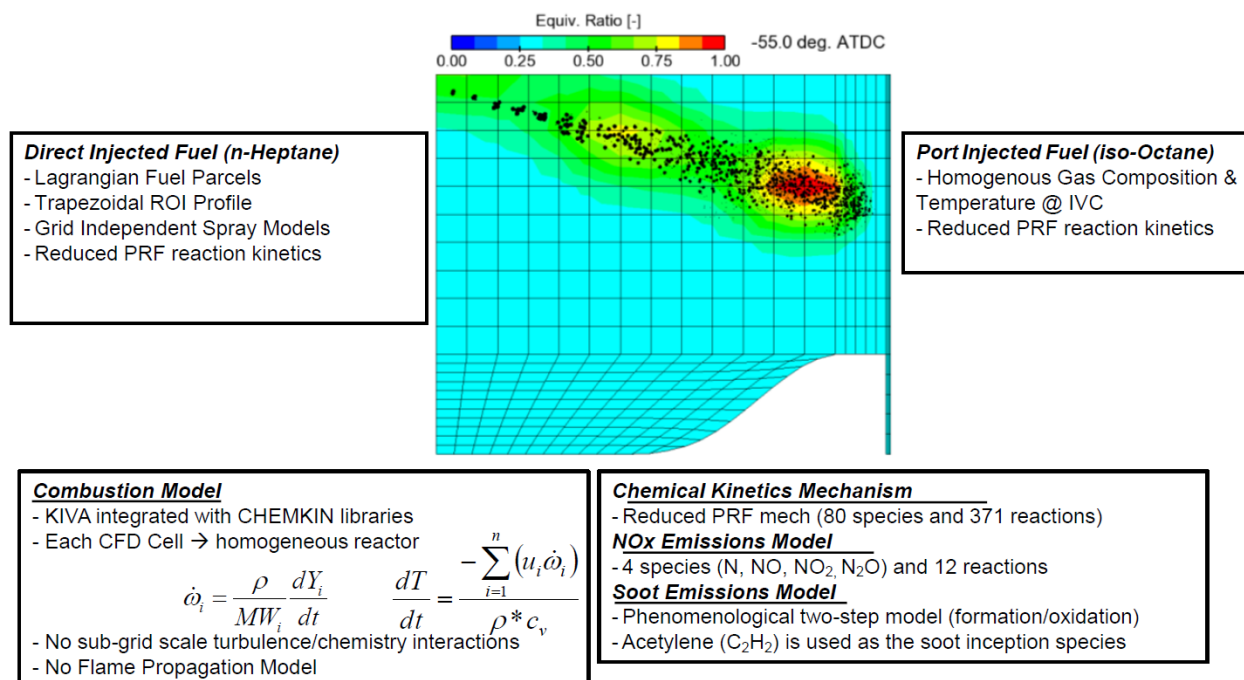 Equiv. Ratio [-]
-55.0 deg. ATDC
0.00 0.25 0.50 0.75 1.00
Direct Injected Fuel (n-Heptane)
- Lagrangian Fuel Parcels
- Trapezoidal ROI Profile
- Grid Independent Spray Models
- Reduced PRF reaction kinetics
Port Injected Fuel (iso-Octane)
- Homogenous Gas Composition &
Temperature @ IVC
- Reduced PRF reaction kinetics
Combustion Model
- KIVA integrated with CHEMKIN libraries
- Each CFD Cell → homogeneous reactor
ω̇ᵢ = ρ/MWᵢ dYᵢ/dt    dT/dt = -∑ⁿᵢ₌₁(uᵢω̇ᵢ) / ρ*cᵥ
- No sub-grid scale turbulence/chemistry interactions
- No Flame Propagation Model
Chemical Kinetics Mechanism
- Reduced PRF mech (80 species and 371 reactions)
NOx Emissions Model
- 4 species (N, NO, NO₂, N₂O) and 12 reactions
Soot Emissions Model
- Phenomenological two-step model (formation/oxidation)
- Acetylene (C₂H₂) is used as the soot inception species